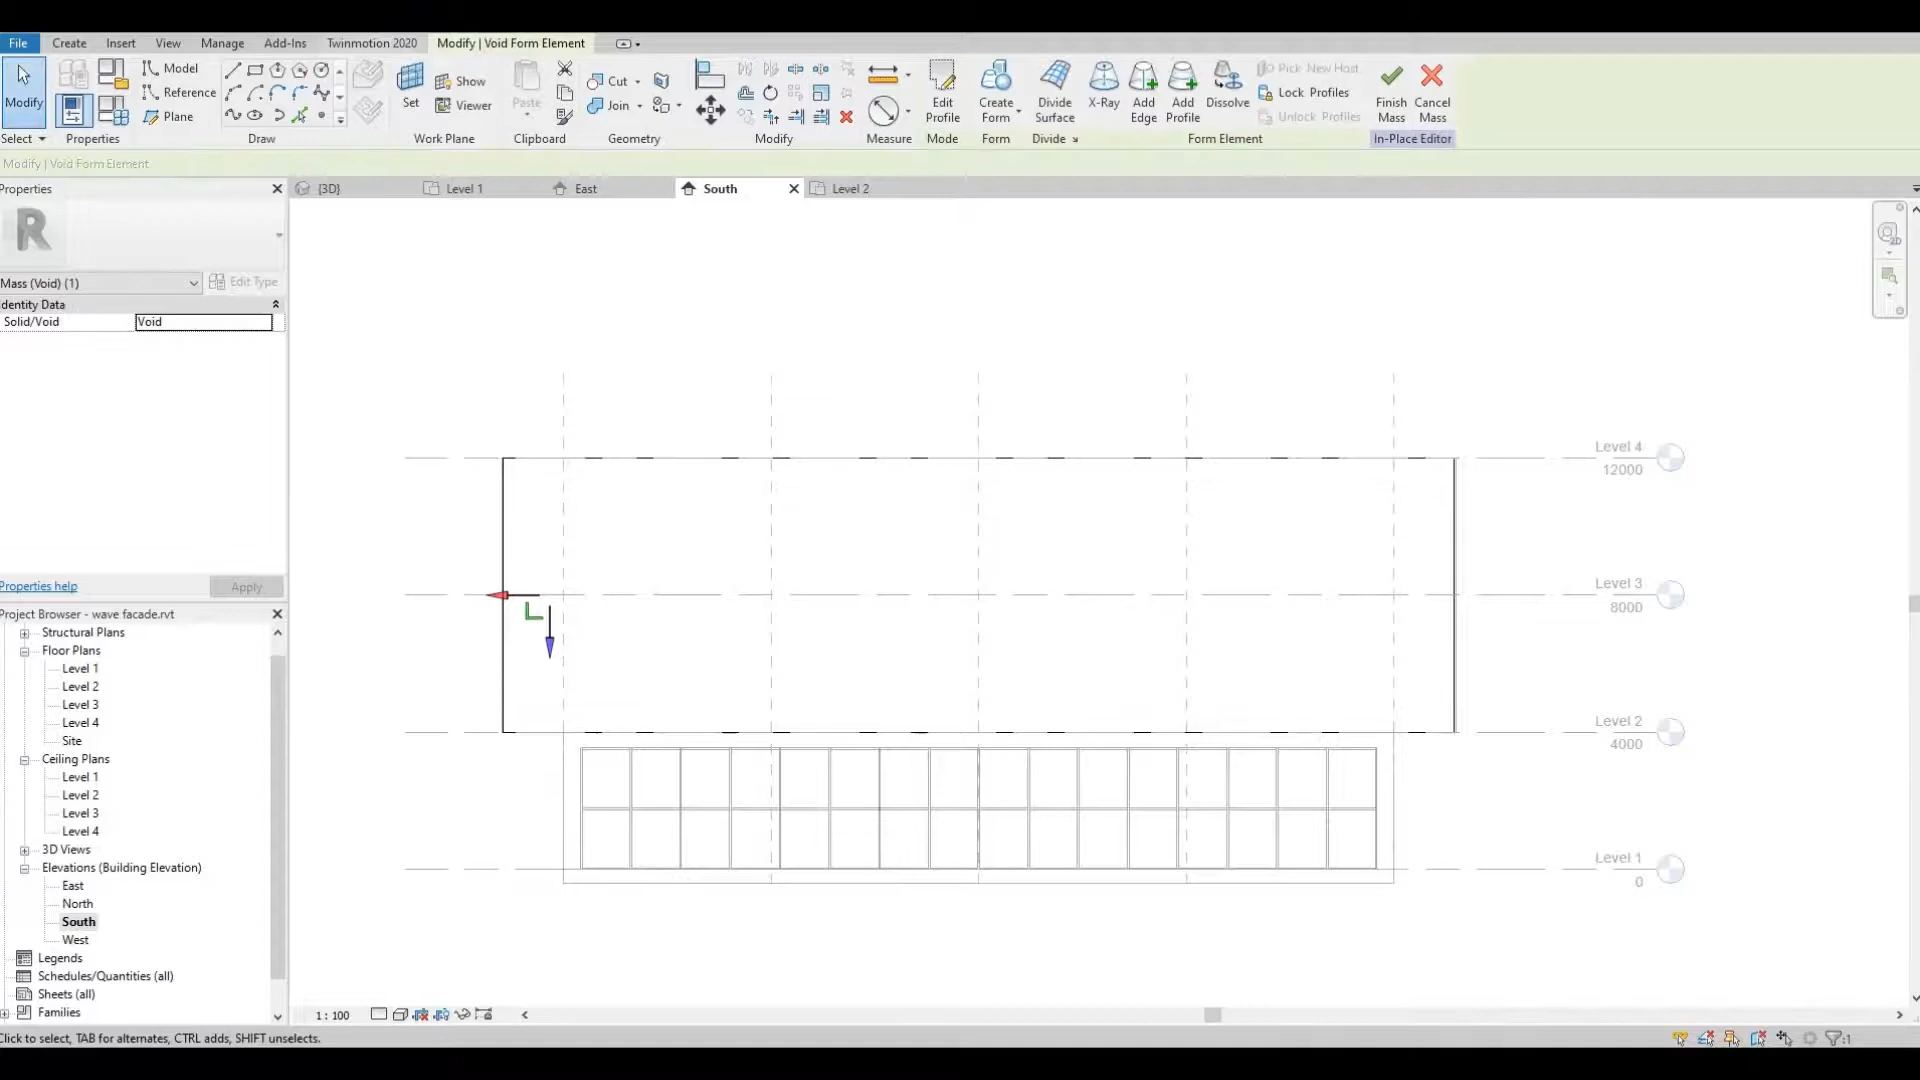 File Create Insert View Manage Add-Ins Twinmotion 2020 Modify | Void Form Element
Modify
Select
Properties
Model
Reference
Plane
Draw
Set
Show
Viewer
Work Plane
Paste
Clipboard
Cut
Join
Geometry
Modify
Measure
Edit
Profile
Mode
Create
Form
Form
Divide
Surface
Divide
X-Ray
Add
Edge
Add
Profile
Dissolve
Pick New Host
Lock Profiles
Unlock Profiles
Form Element
Finish
Mass
Cancel
Mass
In-Place Editor
Modify | Void Form Element
Properties
{3D} Level 1 East South Level 2
R
Mass (Void) (1)
Edit Type
dentity Data
Solid/Void Void
Properties help
Apply
Project Browser - wave facade.rvt
Structural Plans
Floor Plans
Level 1
Level 2
Level 3
Level 4
Site
Ceiling Plans
Level 1
Level 2
Level 3
Level 4
3D Views
Elevations (Building Elevation)
East
North
South
West
Legends
Schedules/Quantities (all)
Sheets (all)
Families
2D
Level 4
12000
Level 3
8000
Level 2
4000
Level 1
0
1 : 100
Click to select, TAB for alternates, CTRL adds, SHIFT unselects.
:1